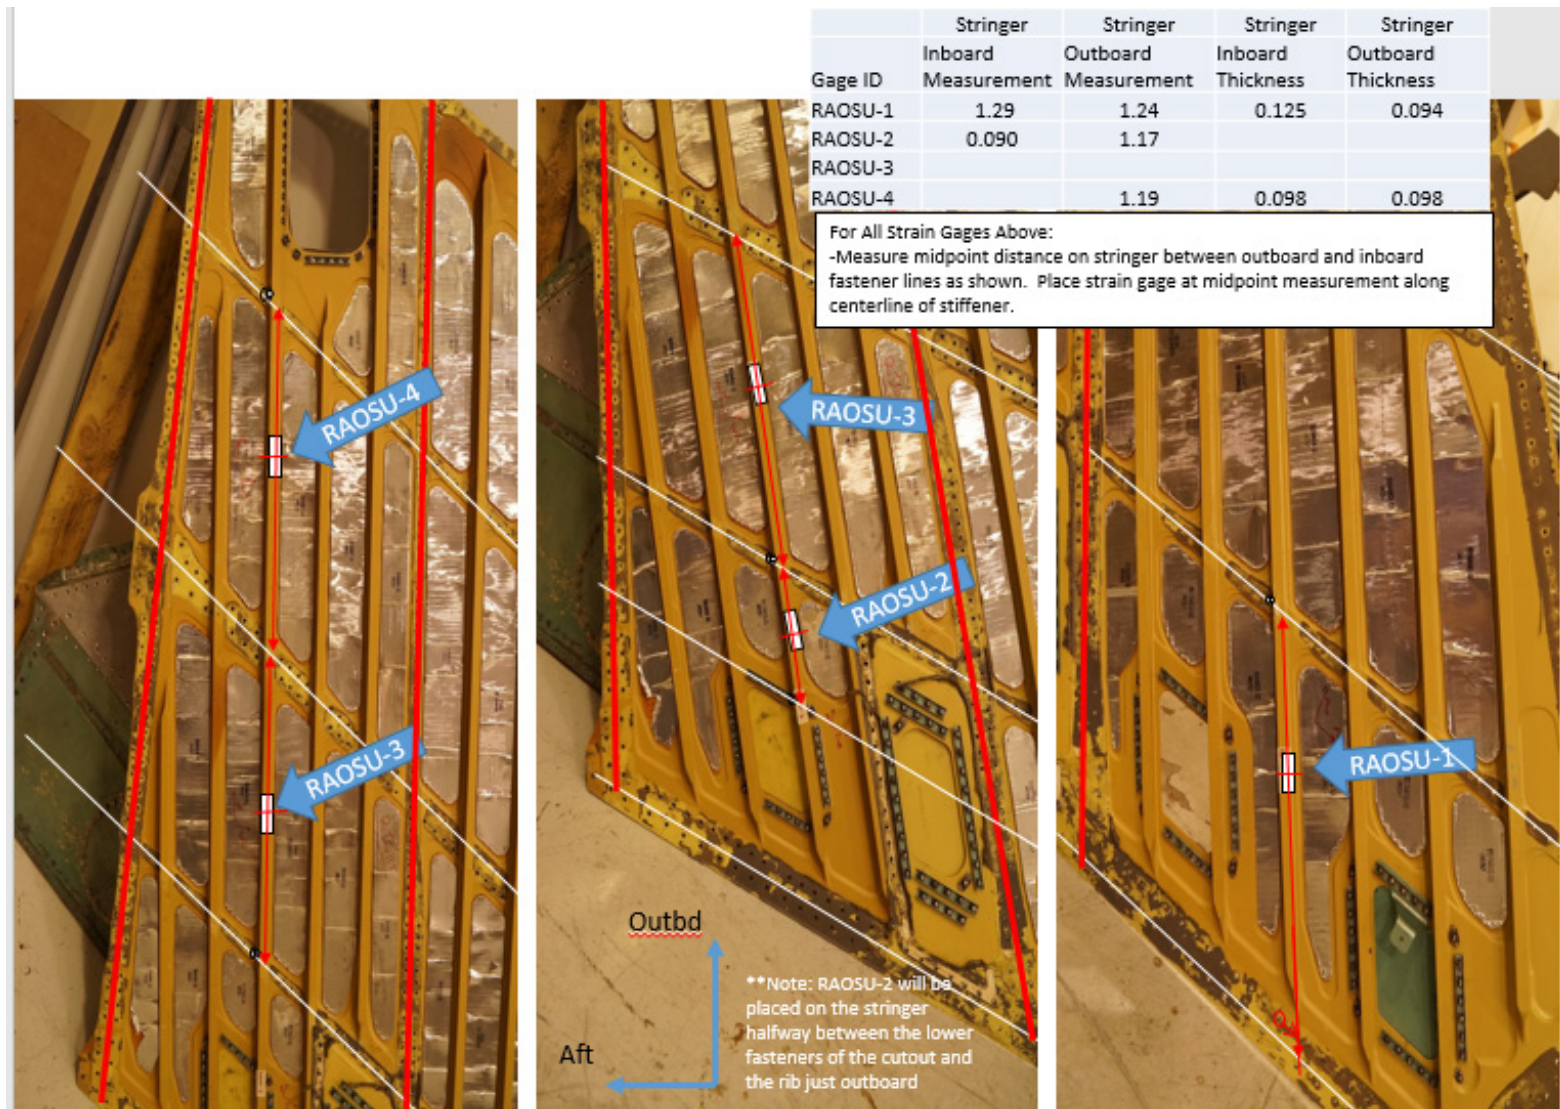 Stringer Stringer Stringer Stringer
Inboard Outboard Inboard Outboard
Gage ID Measurement Measurement Thickness Thickness
RAOSU-1 1.29 1.24 0.125 0.094
RAOSU-2 0.090 1.17
RAOSU-3
RAOSU-4 1.19 0.098 0.098
For All Strain Gages Above:
-Measure midpoint distance on stringer between outboard and inboard
fastener lines as shown. Place strain gage at midpoint measurement along
centerline of stiffener.
RAOSU-4
RAOSU-3
RAOSU-3
RAOSU-2
RAOSU-1
Outbd
Aft
**Note: RAOSU-2 will be
placed on the stringer
halfway between the lower
fasteners of the cutout and
the rib just outboard